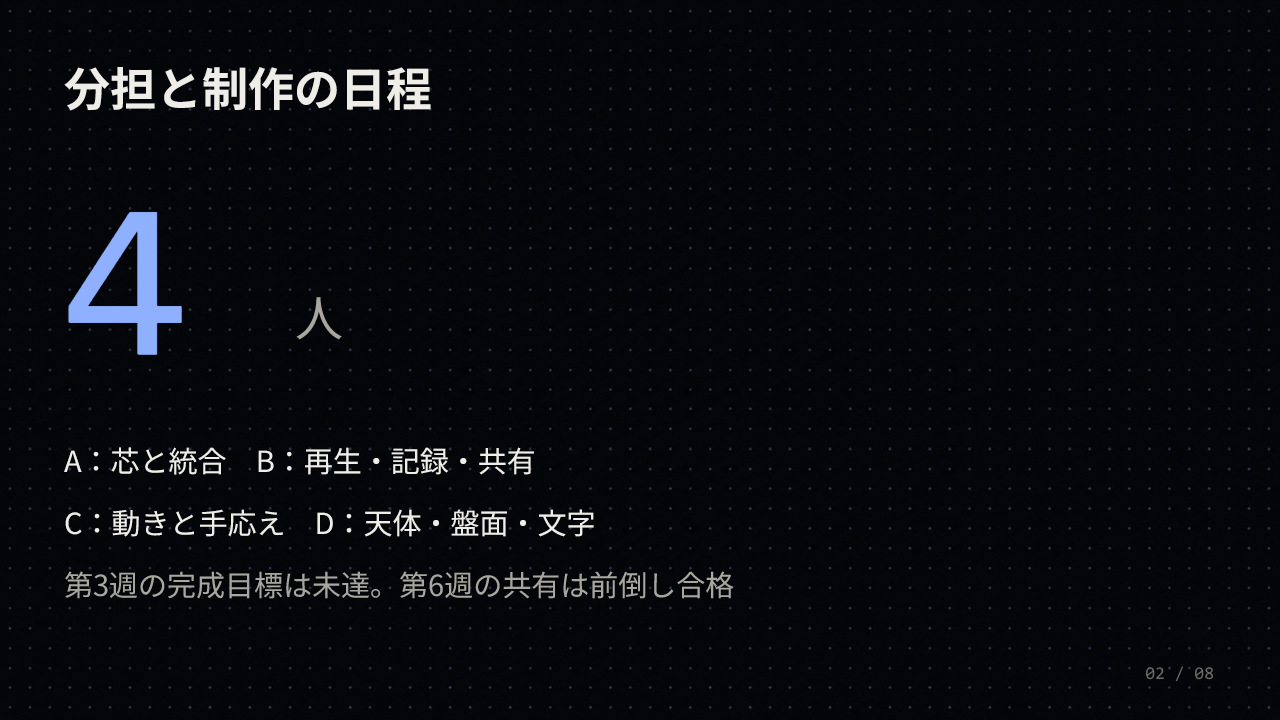 分担と制作の日程
4 人
A：芯と統合　B：再生・記録・共有
C：動きと手応え　D：天体・盤面・文字
第3週の完成目標は未達。第6週の共有は前倒し合格
02 / 08